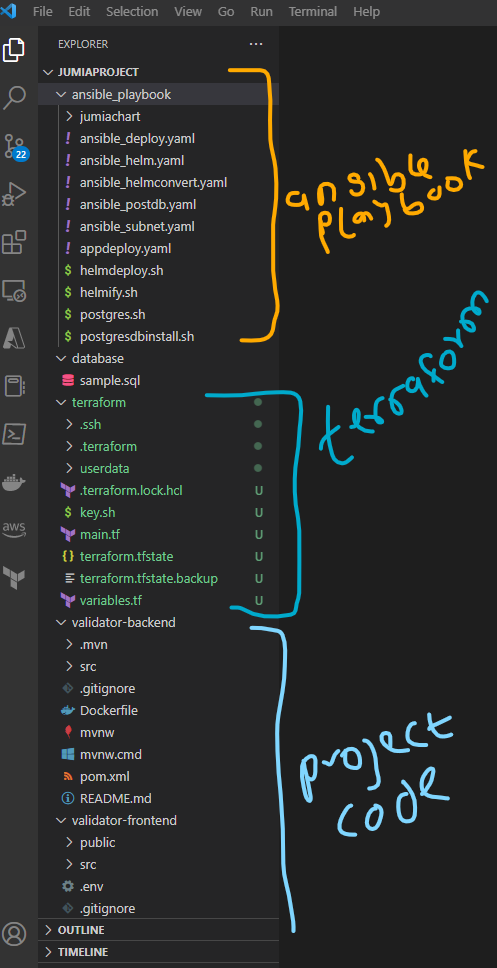 File Edit Selection View Go Run Terminal Help
EXPLORER
JUMIAPROJECT
ansible_playbook
jumiachart
ansible_deploy.yaml
ansible_helm.yaml
ansible_helmconvert.yaml
ansible_postdb.yaml
ansible_subnet.yaml
appdeploy.yaml
helmdeploy.sh
helmify.sh
postgres.sh
postgresdbinstall.sh
ansible
playbook
database
sample.sql
terraform
.ssh
.terraform
userdata
.terraform.lock.hcl U
key.sh U
main.tf U
terraform.tfstate U
terraform.tfstate.backup U
variables.tf U
terraform
validator-backend
.mvn
src
.gitignore
Dockerfile
mvnw
mvnw.cmd
pom.xml
README.md
validator-frontend
public
src
.env
.gitignore
project
code
OUTLINE
TIMELINE
22
aws